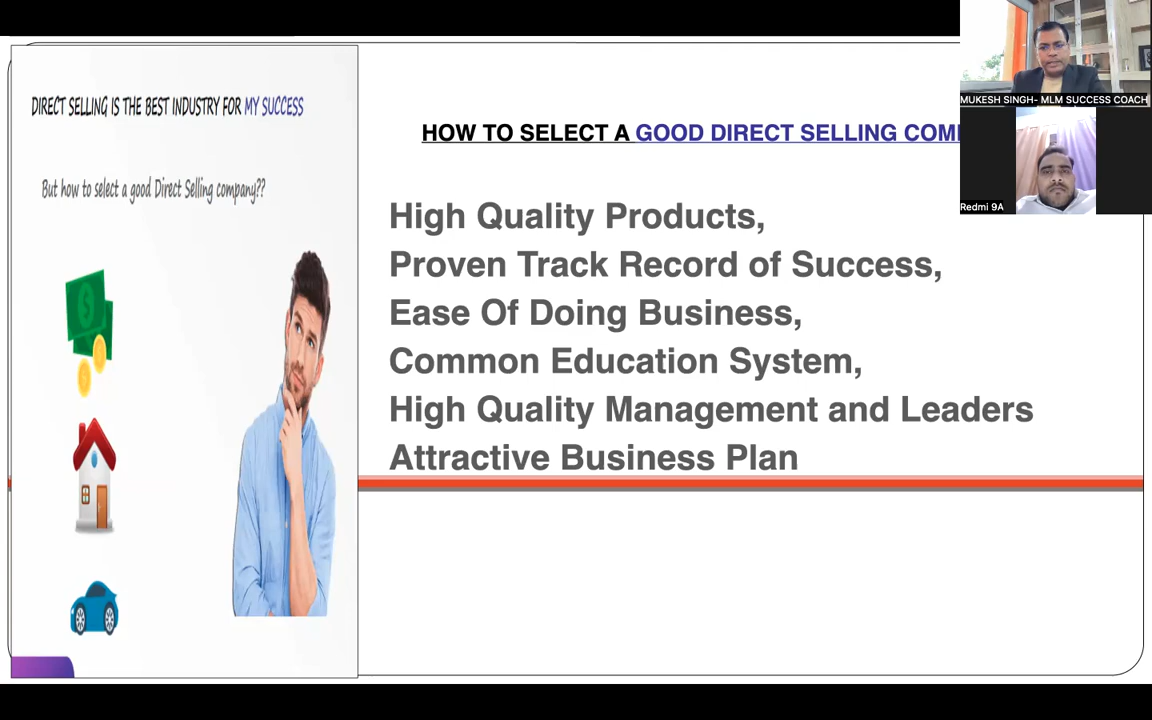 DIRECT SELLING IS THE BEST INDUSTRY FOR MY SUCCESS
But how to select a good Direct Selling company??
HOW TO SELECT A GOOD DIRECT SELLING COM
High Quality Products,
Proven Track Record of Success,
Ease Of Doing Business,
Common Education System,
High Quality Management and Leaders
Attractive Business Plan
MUKESH SINGH- MLM SUCCESS COACH
Redmi 9A